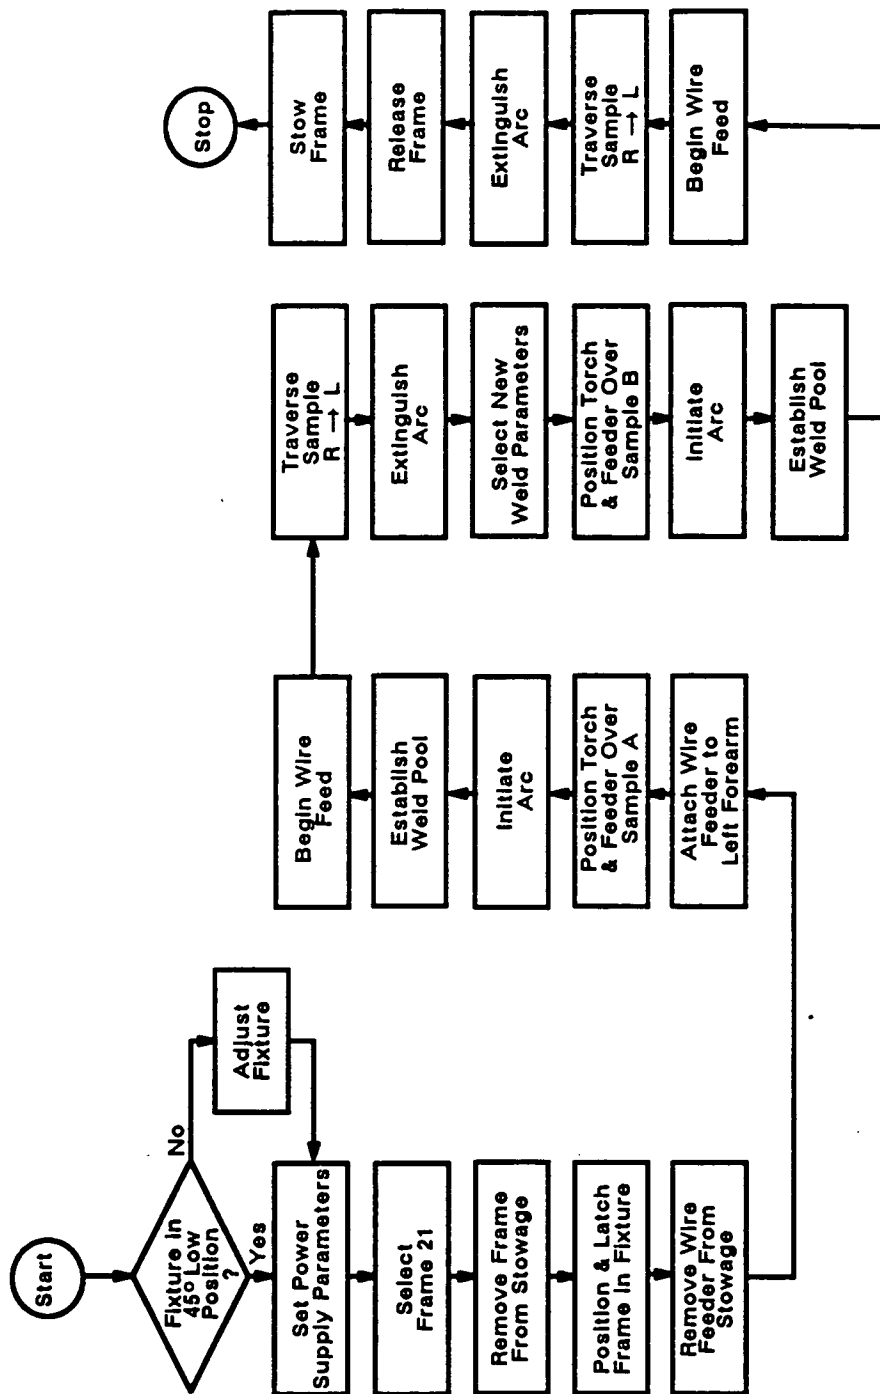 Start
Fixture in
45° Low
Position
?
No
Yes
Adjust
Fixture
Set Power
Supply Parameters
Select
Frame 21
Remove Frame
From Stowage
Position & Latch
Frame In Fixture
Remove Wire
Feeder From
Stowage
Attach Wire
Feeder to
Left Forearm
Position Torch
& Feeder Over
Sample A
Initiate
Arc
Establish
Weld Pool
Begin Wire
Feed
Traverse
Sample
R → L
Extinguish
Arc
Select New
Weld Parameters
Position Torch
& Feeder Over
Sample B
Initiate
Arc
Establish
Weld Pool
Begin Wire
Feed
Traverse
Sample
R → L
Extinguish
Arc
Release
Frame
Stow
Frame
Stop